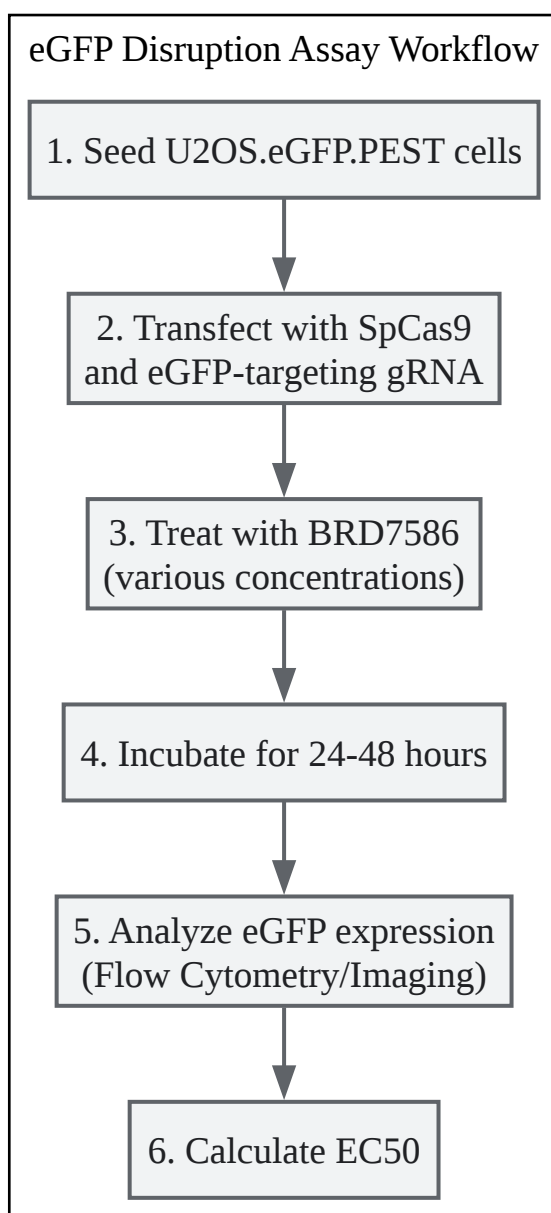 eGFP Disruption Assay Workflow
1. Seed U2OS.eGFP.PEST cells
2. Transfect with SpCas9
and eGFP-targeting gRNA
3. Treat with BRD7586
(various concentrations)
4. Incubate for 24-48 hours
5. Analyze eGFP expression
(Flow Cytometry/Imaging)
6. Calculate EC50